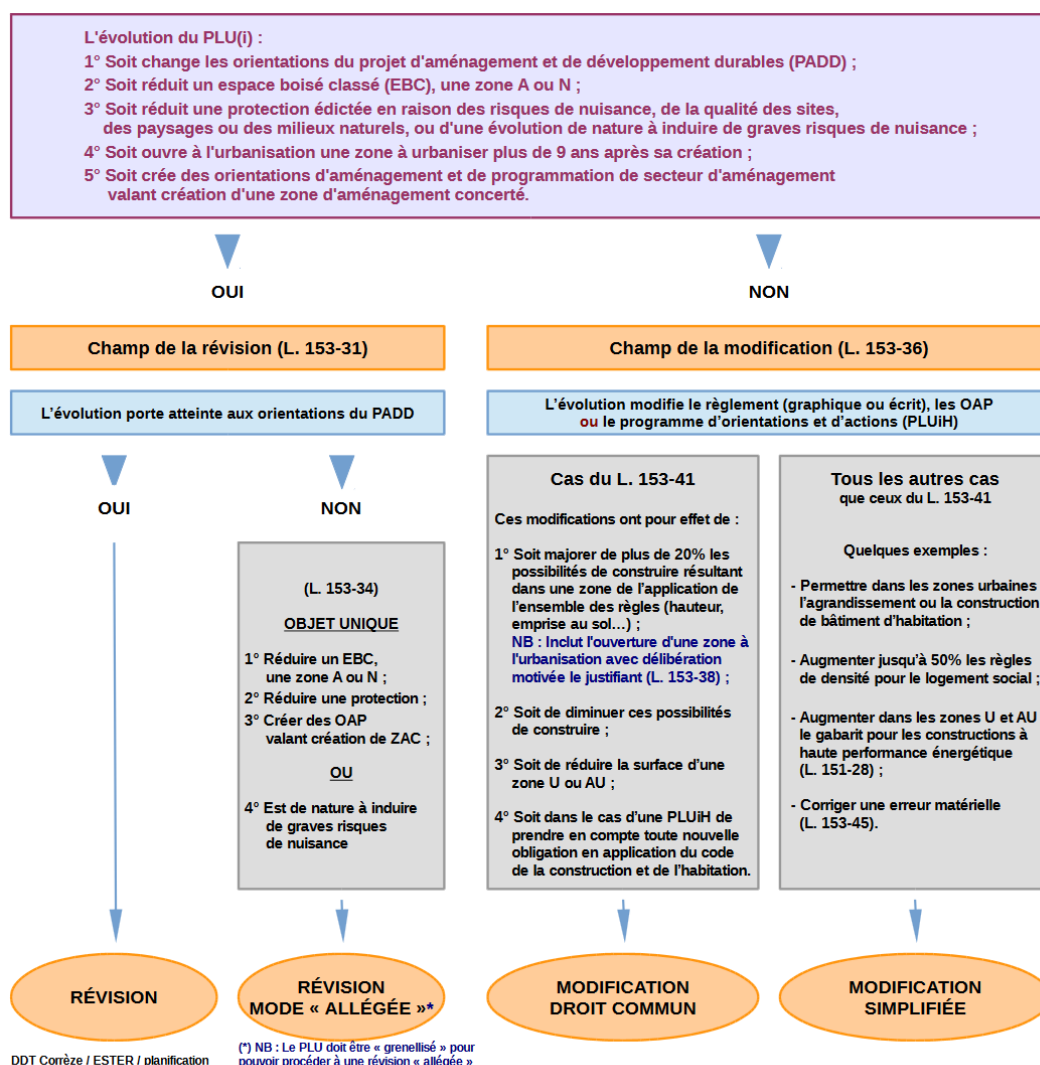 L'évolution du PLU(i) :
1° Soit change les orientations du projet d'aménagement et de développement durables (PADD) ;
2° Soit réduit un espace boisé classé (EBC), une zone A ou N ;
3° Soit réduit une protection édictée en raison des risques de nuisance, de la qualité des sites,
des paysages ou des milieux naturels, ou d'une évolution de nature à induire de graves risques de nuisance ;
4° Soit ouvre à l'urbanisation une zone à urbaniser plus de 9 ans après sa création ;
5° Soit crée des orientations d'aménagement et de programmation de secteur d'aménagement
valant création d'une zone d'aménagement concerté.
OUI
NON
Champ de la révision (L. 153-31)
Champ de la modification (L. 153-36)
L'évolution porte atteinte aux orientations du PADD
L'évolution modifie le règlement (graphique ou écrit), les OAP
ou le programme d'orientations et d'actions (PLUiH)
OUI
NON
(L. 153-34)
OBJET UNIQUE
1° Réduire un EBC,
une zone A ou N ;
2° Réduire une protection ;
3° Créer des OAP
valant création de ZAC ;
OU
4° Est de nature à induire
de graves risques
de nuisance
Cas du L. 153-41
Ces modifications ont pour effet de :
1° Soit majorer de plus de 20% les
possibilités de construire résultant
dans une zone de l'application de
l'ensemble des règles (hauteur,
emprise au sol…) ;
NB : Inclut l'ouverture d'une zone à
l'urbanisation avec délibération
motivée le justifiant (L. 153-38) ;
2° Soit de diminuer ces possibilités
de construire ;
3° Soit de réduire la surface d'une
zone U ou AU ;
4° Soit dans le cas d'une PLUiH de
prendre en compte toute nouvelle
obligation en application du code
de la construction et de l'habitation.
Tous les autres cas
que ceux du L. 153-41
Quelques exemples :
- Permettre dans les zones urbaines
l'agrandissement ou la construction
de bâtiment d'habitation ;
- Augmenter jusqu'à 50% les règles
de densité pour le logement social ;
- Augmenter dans les zones U et AU
le gabarit pour les constructions à
haute performance énergétique
(L. 151-28) ;
- Corriger une erreur matérielle
(L. 153-45).
RÉVISION
RÉVISION
MODE « ALLÉGÉE »*
MODIFICATION
DROIT COMMUN
MODIFICATION
SIMPLIFIÉE
DDT Corrèze / ESTER / planification
(*) NB : Le PLU doit être « grenellisé » pour
pouvoir procéder à une révision « allégée »